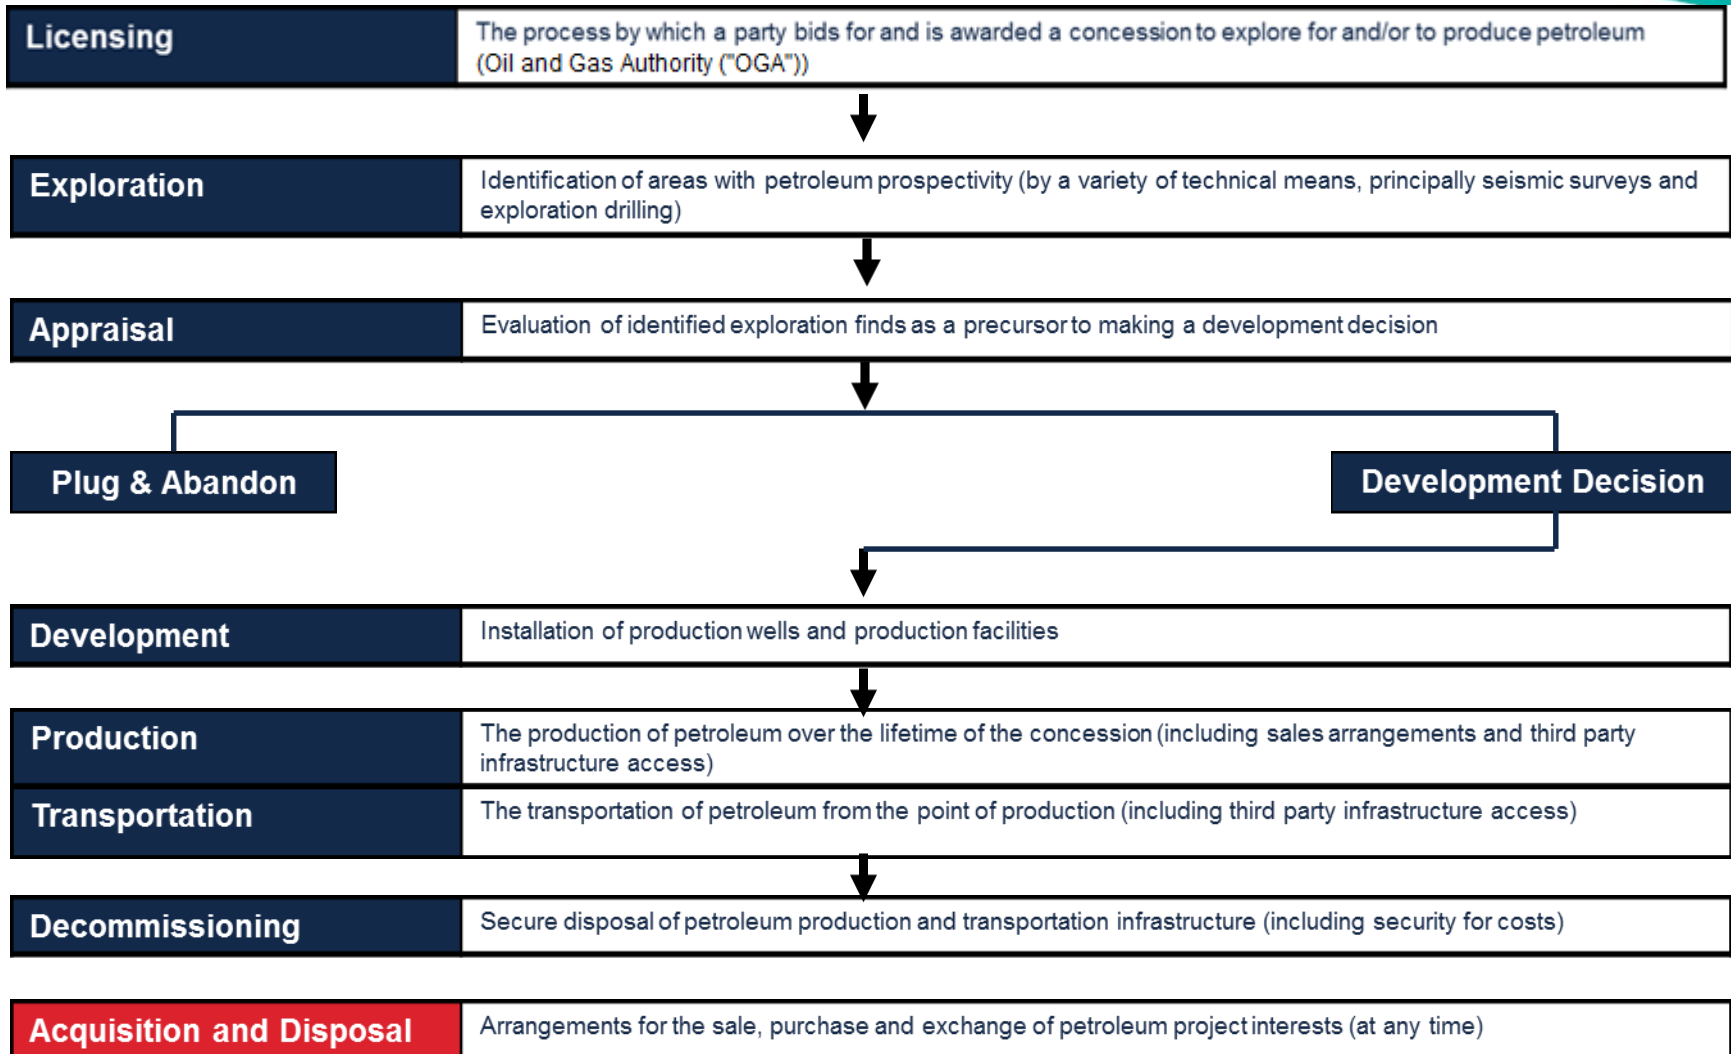 Licensing
The process by which a party bids for and is awarded a concession to explore for and/or to produce petroleum
(Oil and Gas Authority ("OGA"))
Exploration
Identification of areas with petroleum prospectivity (by a variety of technical means, principally seismic surveys and
exploration drilling)
Appraisal
Evaluation of identified exploration finds as a precursor to making a development decision
Plug & Abandon
Development Decision
Development
Installation of production wells and production facilities
Production
The production of petroleum over the lifetime of the concession (including sales arrangements and third party
infrastructure access)
Transportation
The transportation of petroleum from the point of production (including third party infrastructure access)
Decommissioning
Secure disposal of petroleum production and transportation infrastructure (including security for costs)
Acquisition and Disposal
Arrangements for the sale, purchase and exchange of petroleum project interests (at any time)